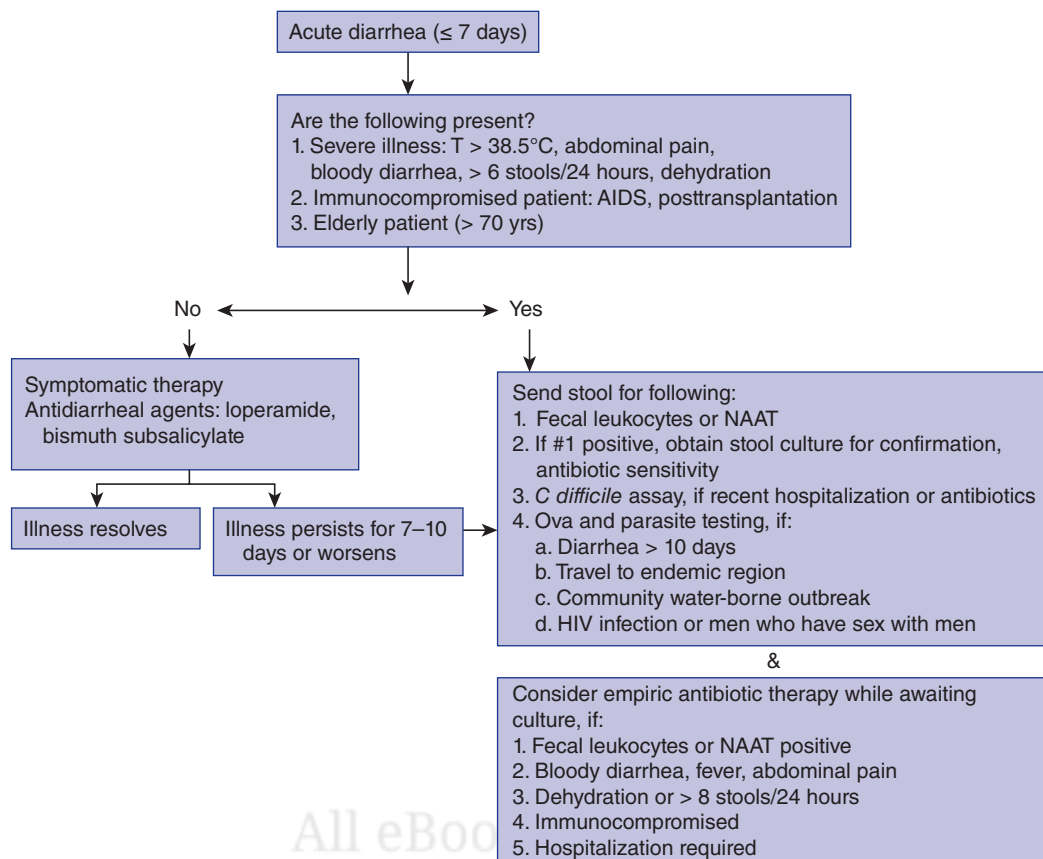 Acute diarrhea (≤ 7 days)
Are the following present?
1. Severe illness: T > 38.5°C, abdominal pain,
bloody diarrhea, > 6 stools/24 hours, dehydration
2. Immunocompromised patient: AIDS, posttransplantation
3. Elderly patient (> 70 yrs)
No
Yes
Symptomatic therapy
Antidiarrheal agents: loperamide,
bismuth subsalicylate
Illness resolves
Illness persists for 7–10
days or worsens
Send stool for following:
1. Fecal leukocytes or NAAT
2. If #1 positive, obtain stool culture for confirmation,
antibiotic sensitivity
3. C difficile assay, if recent hospitalization or antibiotics
4. Ova and parasite testing, if:
a. Diarrhea > 10 days
b. Travel to endemic region
c. Community water-borne outbreak
d. HIV infection or men who have sex with men
&
Consider empiric antibiotic therapy while awaiting
culture, if:
1. Fecal leukocytes or NAAT positive
2. Bloody diarrhea, fever, abdominal pain
3. Dehydration or > 8 stools/24 hours
4. Immunocompromised
5. Hospitalization required
All